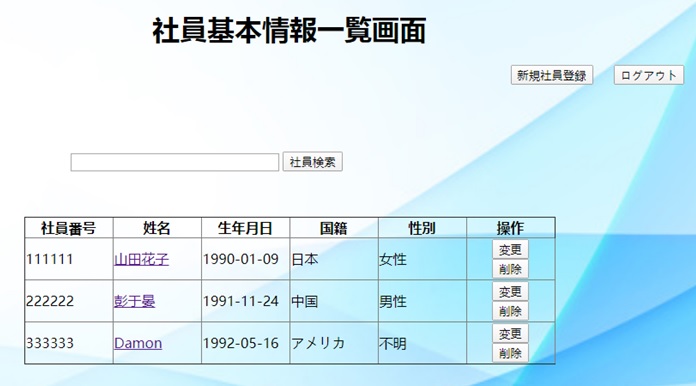 社員基本情報一覧画面
新規社員登録 ログアウト
社員検索
社員番号 姓名 生年月日 国籍 性別 操作
111111 山田花子 1990-01-09 日本 女性 変更
削除
222222 彭于晏 1991-11-24 中国 男性 変更
削除
333333 Damon 1992-05-16 アメリカ 不明 変更
削除